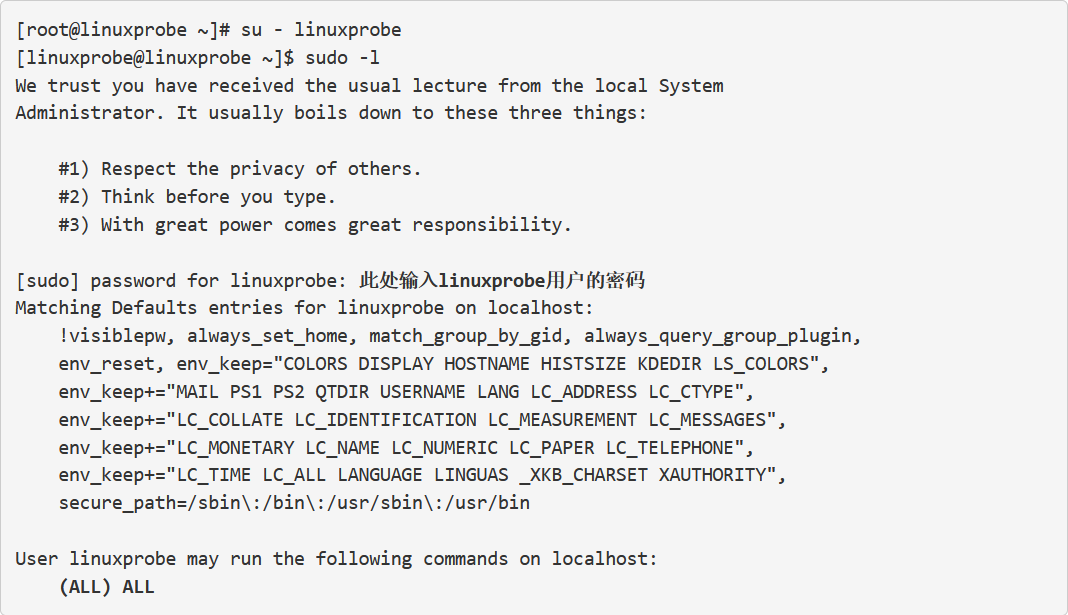 [root@linuxprobe ~]# su - linuxprobe
[linuxprobe@linuxprobe ~]$ sudo -l
We trust you have received the usual lecture from the local System
Administrator. It usually boils down to these three things:
#1) Respect the privacy of others.
#2) Think before you type.
#3) With great power comes great responsibility.
[sudo] password for linuxprobe: 此处输入linuxprobe用户的密码
Matching Defaults entries for linuxprobe on localhost:
!visiblepw, always_set_home, match_group_by_gid, always_query_group_plugin,
env_reset, env_keep="COLORS DISPLAY HOSTNAME HISTSIZE KDEDIR LS_COLORS",
env_keep+="MAIL PS1 PS2 QTDIR USERNAME LANG LC_ADDRESS LC_CTYPE",
env_keep+="LC_COLLATE LC_IDENTIFICATION LC_MEASUREMENT LC_MESSAGES",
env_keep+="LC_MONETARY LC_NAME LC_NUMERIC LC_PAPER LC_TELEPHONE",
env_keep+="LC_TIME LC_ALL LANGUAGE LINGUAS _XKB_CHARSET XAUTHORITY",
secure_path=/sbin\:/bin\:/usr/sbin\:/usr/bin
User linuxprobe may run the following commands on localhost:
(ALL) ALL